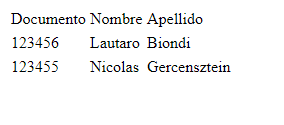 Documento Nombre Apellido
123456 Lautaro Biondi
123455 Nicolas Gercensztein